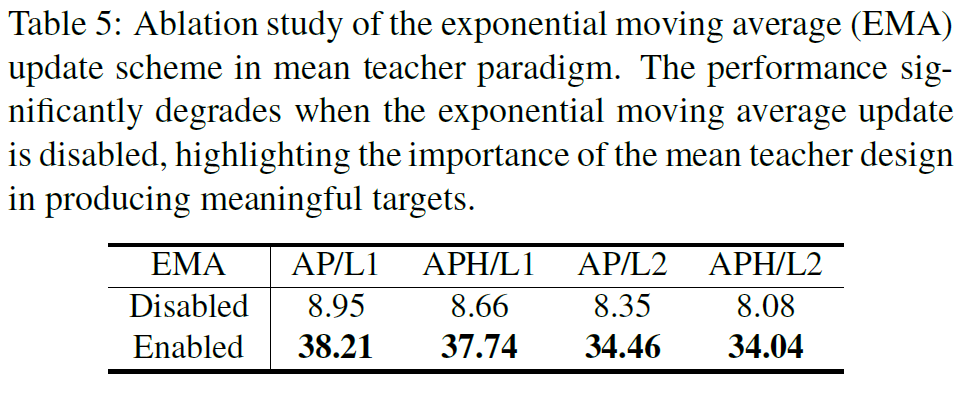 Table 5: Ablation study of the exponential moving average (EMA)
update scheme in mean teacher paradigm. The performance sig-
nificantly degrades when the exponential moving average update
is disabled, highlighting the importance of the mean teacher design
in producing meaningful targets.
EMA AP/L1 APH/L1 AP/L2 APH/L2
Disabled 8.95 8.66 8.35 8.08
Enabled 38.21 37.74 34.46 34.04